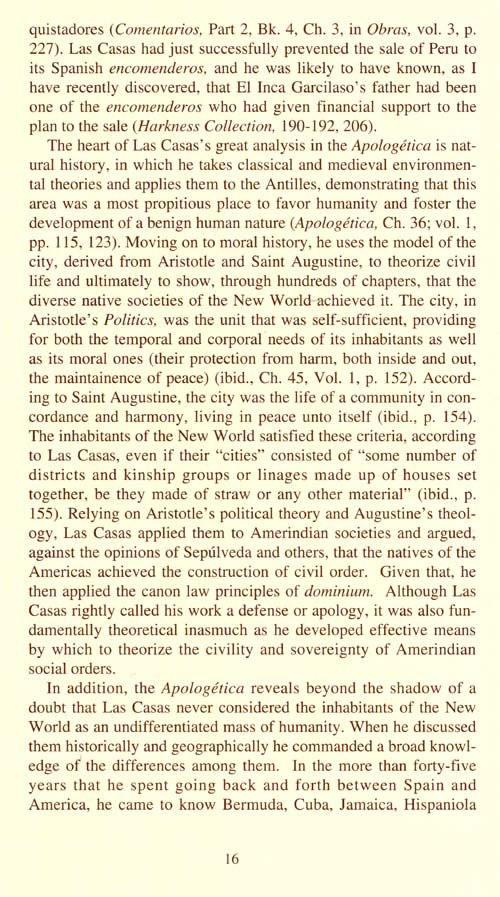 quistadores (Comentarios, Part 2, Bk. 4, Ch. 3, in Obras, vol. 3, p.
227). Las Casas had just successfully prevented the sale of Peru to
its Spanish encomenderos, and he was likely to have known, as I
have recently discovered, that El Inca Garcilaso's father had been
one of the encomenderos who had given financial support to the
plan to the sale (Harkness Collection, 190-192, 206).
The heart of Las Casas's great analysis in the Apologética is nat-
ural history, in which he takes classical and medieval environmen-
tal theories and applies them to the Antilles, demonstrating that this
area was a most propitious place to favor humanity and foster the
development of a benign human nature (Apologética, Ch. 36; vol. 1,
pp. 115, 123). Moving on to moral history, he uses the model of the
city, derived from Aristotle and Saint Augustine, to theorize civil
life and ultimately to show, through hundreds of chapters, that the
diverse native societies of the New World achieved it. The city, in
Aristotle's Politics, was the unit that was self-sufficient, providing
for both the temporal and corporal needs of its inhabitants as well
as its moral ones (their protection from harm, both inside and out,
the maintainence of peace) (ibid., Ch. 45, Vol. 1, p. 152). Accord-
ing to Saint Augustine, the city was the life of a community in con-
cordance and harmony, living in peace unto itself (ibid., p. 154).
The inhabitants of the New World satisfied these criteria, according
to Las Casas, even if their “cities” consisted of “some number of
districts and kinship groups or linages made up of houses set
together, be they made of straw or any other material” (ibid., p.
155). Relying on Aristotle's political theory and Augustine's theol-
ogy, Las Casas applied them to Amerindian societies and argued,
against the opinions of Sepúlveda and others, that the natives of the
Americas achieved the construction of civil order. Given that, he
then applied the canon law principles of dominium. Although Las
Casas rightly called his work a defense or apology, it was also fun-
damentally theoretical inasmuch as he developed effective means
by which to theorize the civility and sovereignty of Amerindian
social orders.
In addition, the Apologética reveals beyond the shadow of a
doubt that Las Casas never considered the inhabitants of the New
World as an undifferentiated mass of humanity. When he discussed
them historically and geographically he commanded a broad knowl-
edge of the differences among them. In the more than forty-five
years that he spent going back and forth between Spain and
America, he came to know Bermuda, Cuba, Jamaica, Hispaniola
16